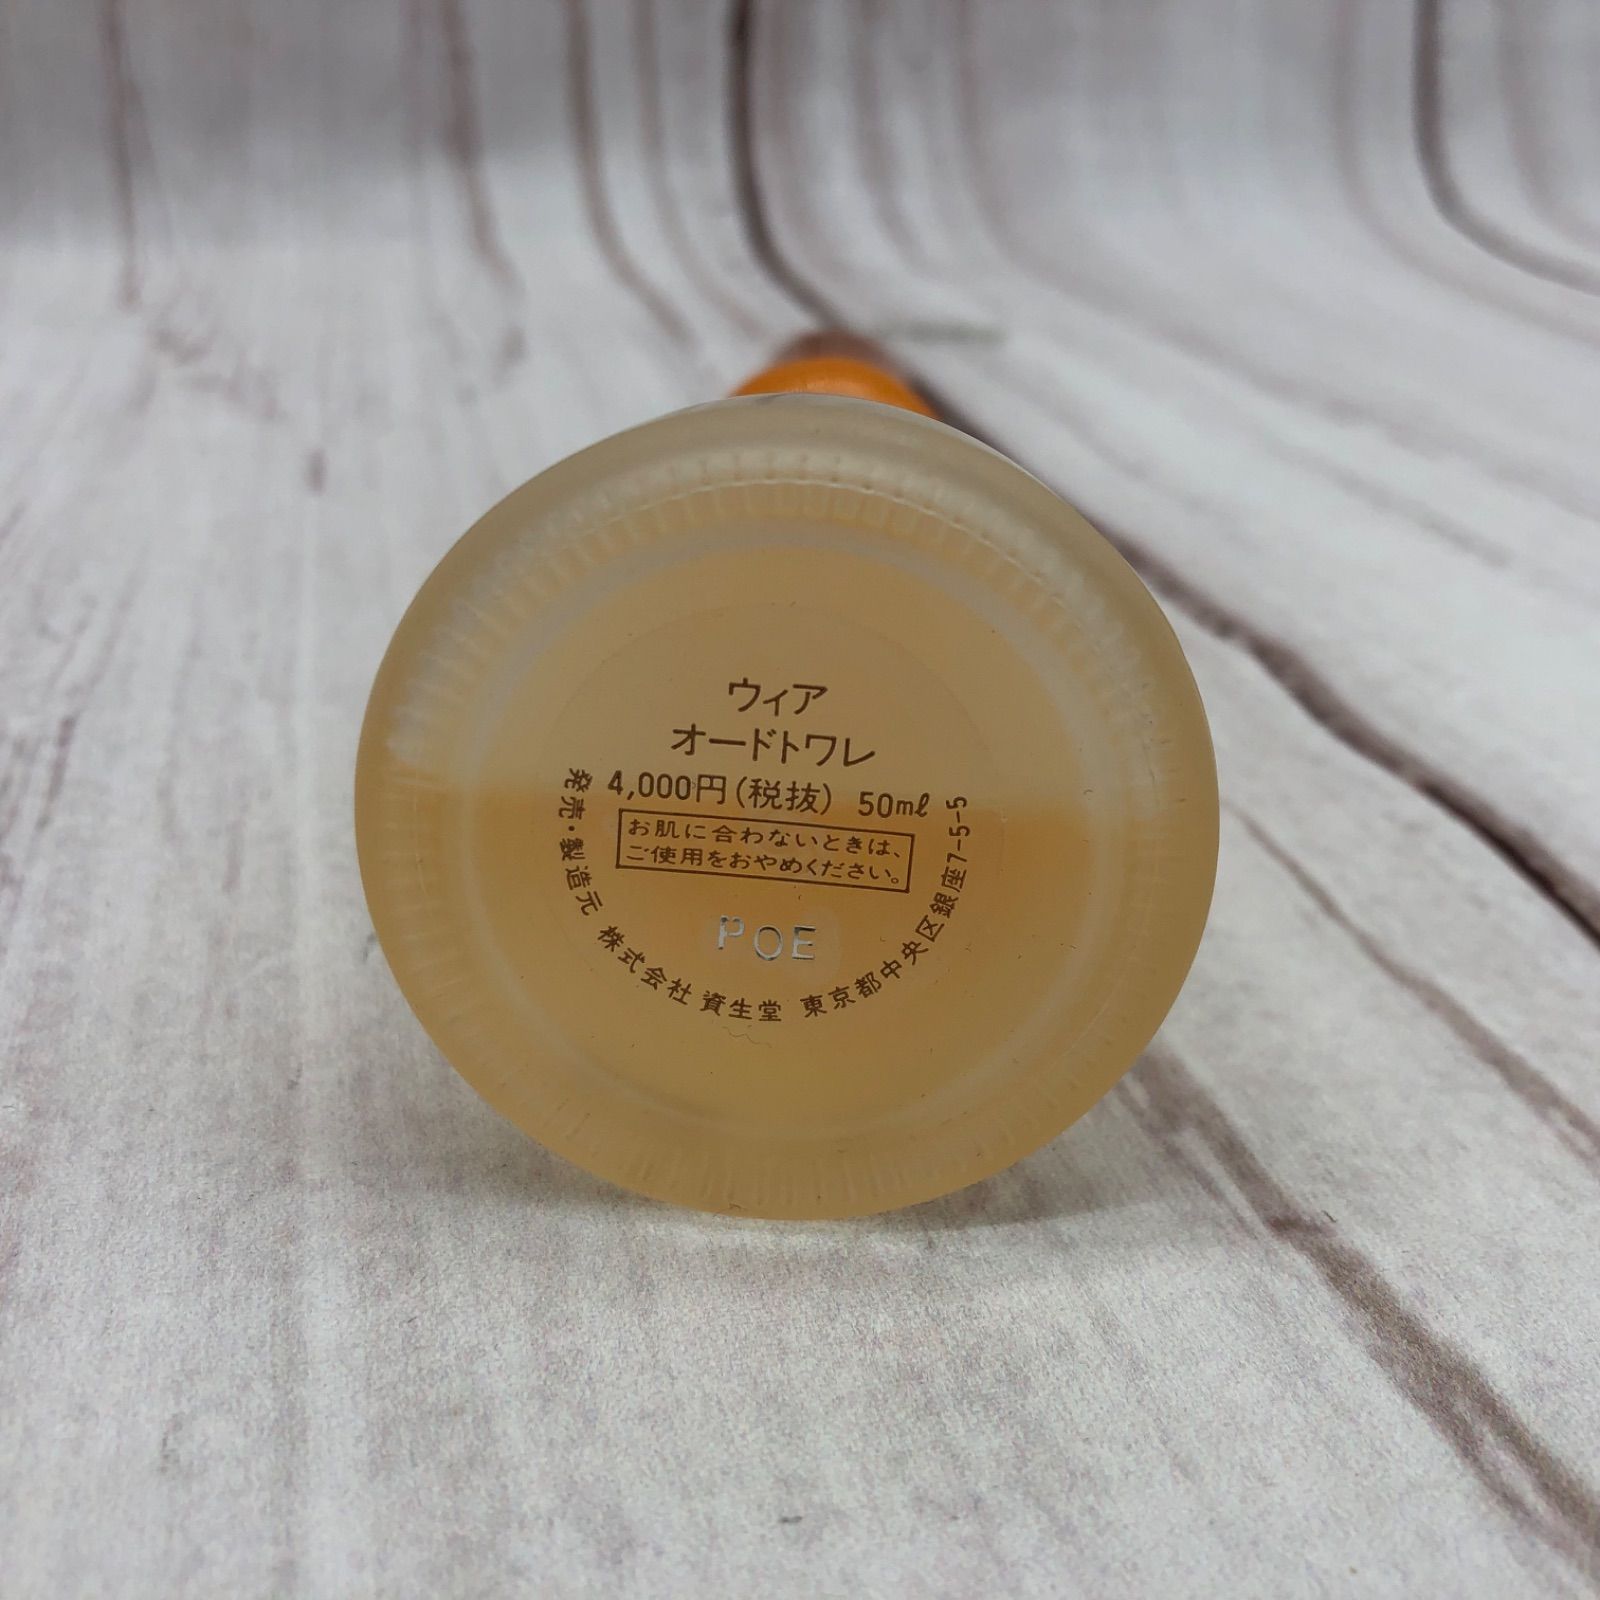 ウィア
オードトワレ
4,000円(税抜) 50mℓ
お肌に合わないときは、
ご使用をおやめください。
POE
発売・製造元 株式会社 資生堂 東京都中央区銀座7-5-5